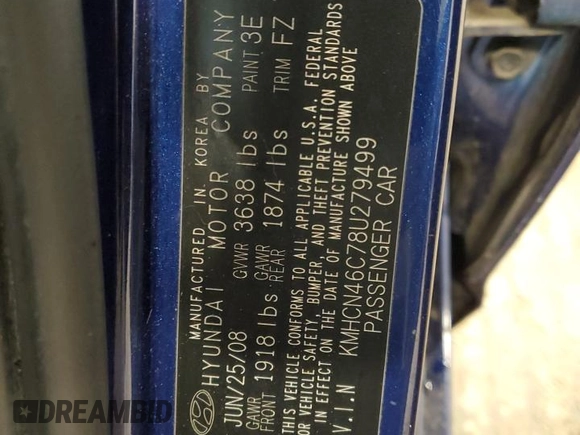 MANUFACTURED IN KOREA BY
HYUNDAI MOTOR COMPANY
JUN/25/08 GVWR 3638 lbs PAINT 3E
GAWR FRONT 1918 lbs GAWR REAR 1874 lbs TRIM FZ
THIS VEHICLE CONFORMS TO ALL APPLICABLE U.S.A. FEDERAL
MOTOR VEHICLE SAFETY, BUMPER, AND THEFT PREVENTION STANDARDS
IN EFFECT ON THE DATE OF MANUFACTURE SHOWN ABOVE
V.I.N KMHCN46C78U279499
PASSENGER CAR
DREAMBID